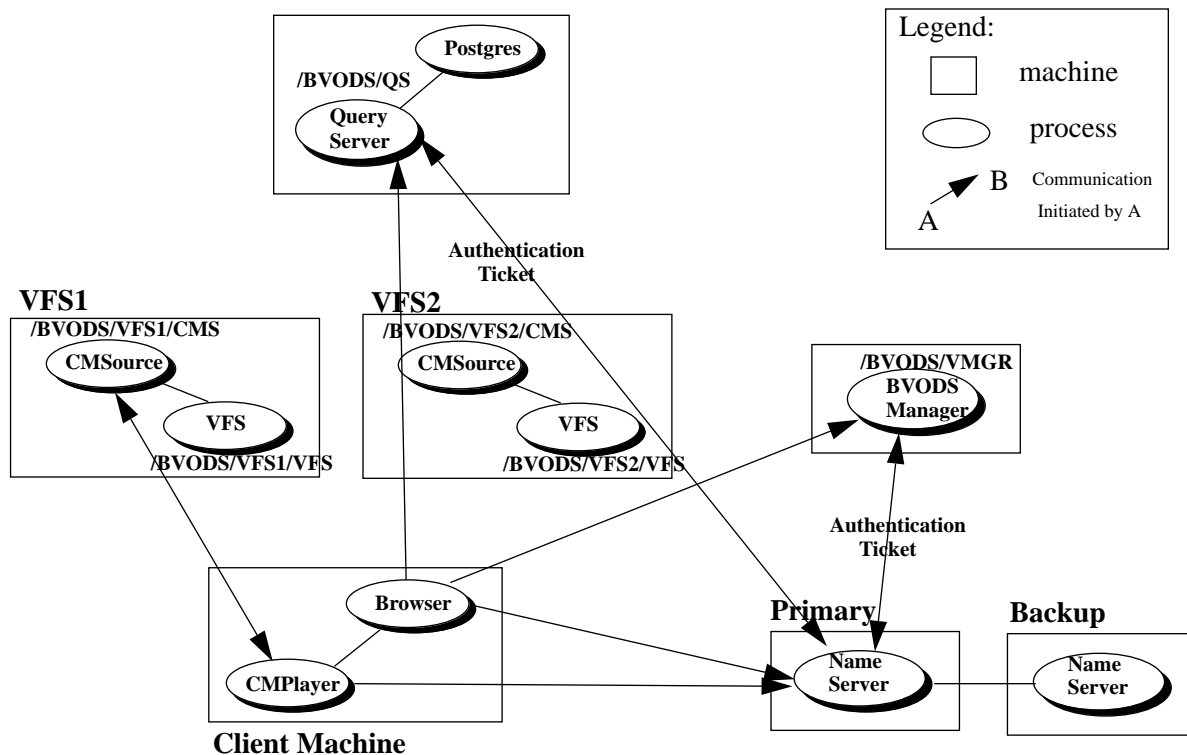 Postgres
/BVODS/QS
Query
Server
Legend:
machine
process
A
B
Communication
Initiated by A
Authentication
Ticket
VFS1
/BVODS/VFS1/CMS
CMSource
VFS
/BVODS/VFS1/VFS
VFS2
/BVODS/VFS2/CMS
CMSource
VFS
/BVODS/VFS2/VFS
/BVODS/VMGR
BVODS
Manager
Authentication
Ticket
Browser
CMPlayer
Client Machine
Primary
Name
Server
Backup
Name
Server